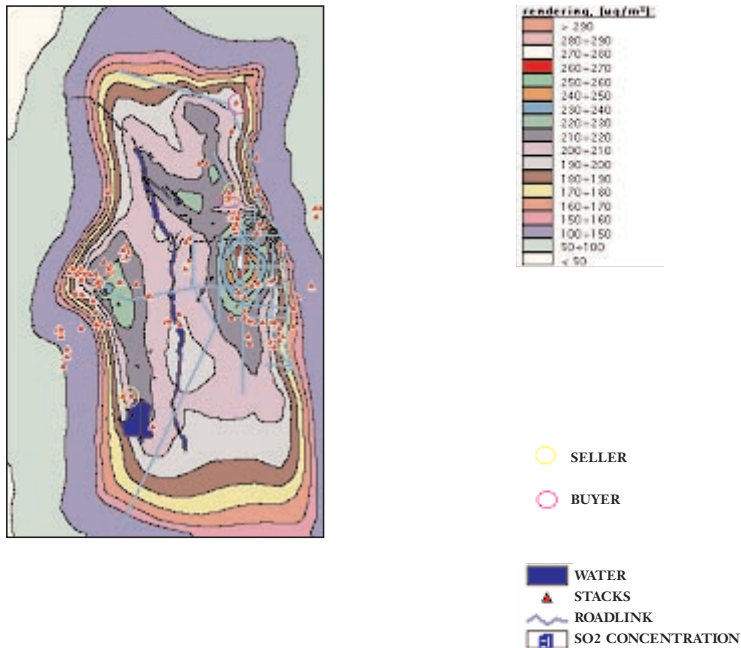 rendering, [ug/m³]:
> 290
280÷290
270÷280
260÷270
250÷260
240÷250
230÷240
220÷230
210÷220
200÷210
190÷200
180÷190
170÷180
160÷170
150÷160
100÷150
50÷100
< 50
SELLER
BUYER
WATER
STACKS
ROADLINK
SO2 CONCENTRATION